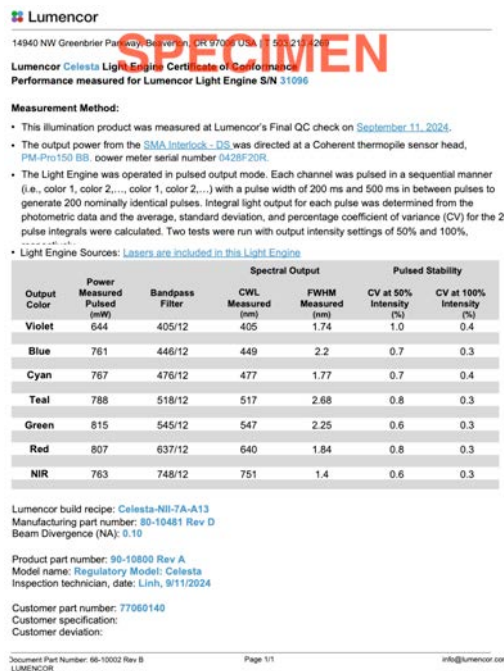 Lumencor
SPECIMEN
14940 NW Greenbrier Parkway, Beaverton, OR 97006 USA | T 503.213.4269
Lumencor Celesta Light Engine Certificate of Conformance
Performance measured for Lumencor Light Engine S/N 31096
Measurement Method:
• This illumination product was measured at Lumencor's Final QC check on September 11, 2024.
• The output power from the SMA Interlock - DS was directed at a Coherent thermopile sensor head,
PM-Pro150 BB. power meter serial number 0428F20R.
• The Light Engine was operated in pulsed output mode. Each channel was pulsed in a sequential manner
(i.e., color 1, color 2,..., color 1, color 2,...) with a pulse width of 200 ms and 500 ms in between pulses to
generate 200 nominally identical pulses. Integral light output for each pulse was determined from the
photometric data and the average, standard deviation, and percentage coefficient of variance (CV) for the 2
pulse integrals were calculated. Two tests were run with output intensity settings of 50% and 100%,
• Light Engine Sources: Lasers are included in this Light Engine
Spectral Output Pulsed Stability
Output Color Power Measured Pulsed (mW) Bandpass Filter CWL Measured (nm) FWHM Measured (nm) CV at 50% Intensity (%) CV at 100% Intensity (%)
Violet 644 405/12 405 1.74 1.0 0.4
Blue 761 446/12 449 2.2 0.7 0.3
Cyan 767 476/12 477 1.77 0.7 0.4
Teal 788 518/12 517 2.68 0.8 0.3
Green 815 545/12 547 2.25 0.6 0.3
Red 807 637/12 640 1.84 0.8 0.3
NIR 763 748/12 751 1.4 0.6 0.3
Lumencor build recipe: Celesta-NII-7A-A13
Manufacturing part number: 80-10481 Rev D
Beam Divergence (NA): 0.10
Product part number: 90-10800 Rev A
Model name: Regulatory Model: Celesta
Inspection technician, date: Linh, 9/11/2024
Customer part number: 77060140
Customer specification:
Customer deviation:
Document Part Number: 66-10002 Rev B Page 1/1 info@lumencor.com
LUMENCOR